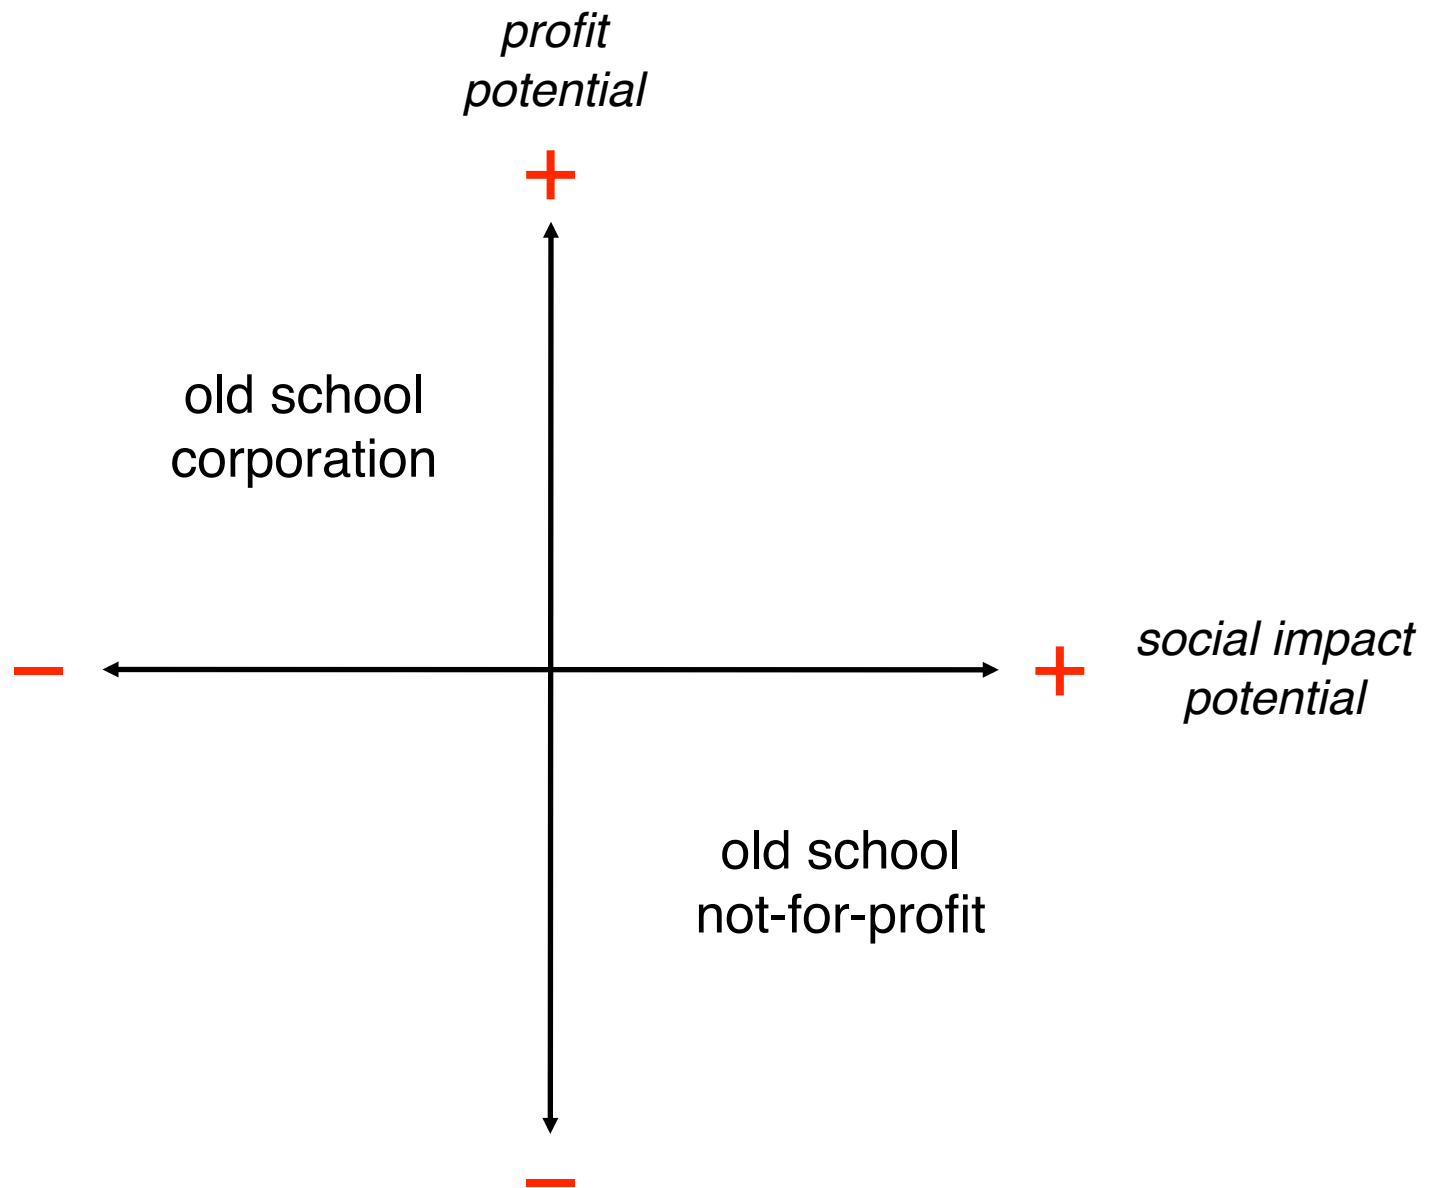 profit
potential
+
old school
corporation
−
+
social impact
potential
old school
not-for-profit
−